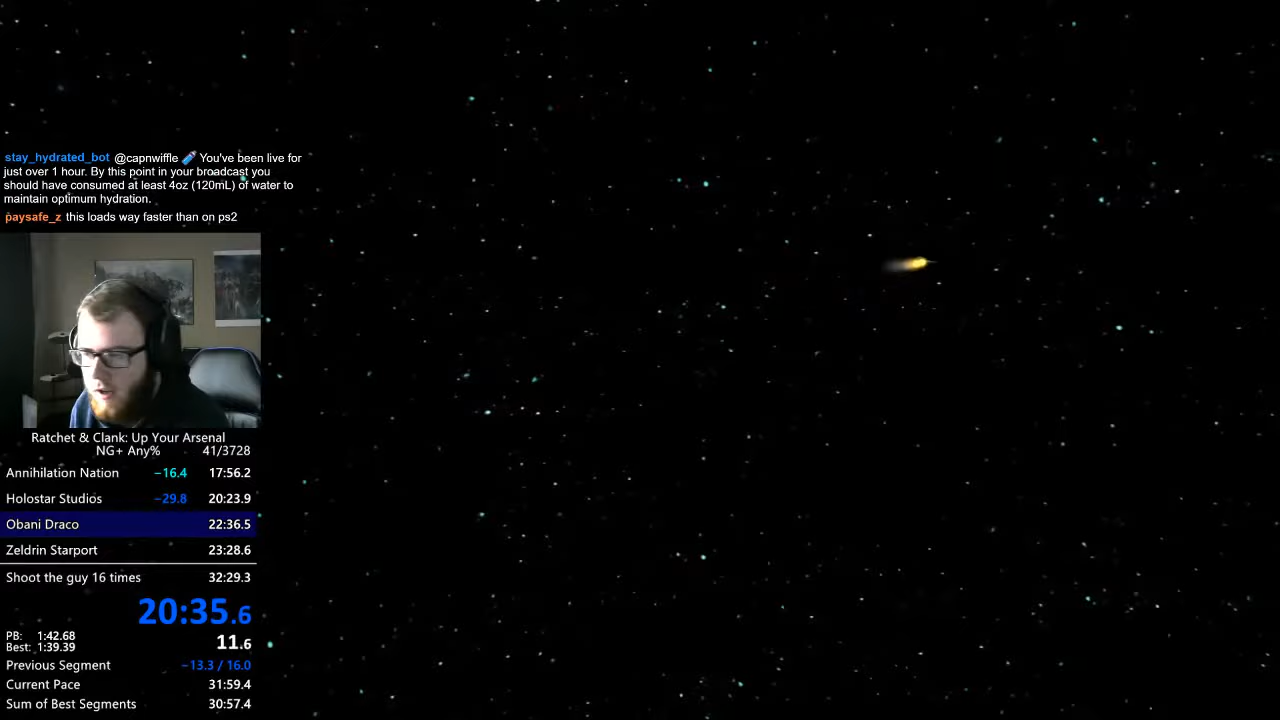 stay_hydrated_bot @capnwiffle You've been live for
just over 1 hour. By this point in your broadcast you
should have consumed at least 4oz (120mL) of water to
maintain optimum hydration.
paysafe_z this loads way faster than on ps2
Ratchet & Clank: Up Your Arsenal
NG+ Any% 41/3728
Annihilation Nation −16.4 17:56.2
Holostar Studios −29.8 20:23.9
Obani Draco 22:36.5
Zeldrin Starport 23:28.6
Shoot the guy 16 times 32:29.3
20:35.6
PB: 1:42.68
Best: 1:39.39
11.6
Previous Segment −13.3 / 16.0
Current Pace 31:59.4
Sum of Best Segments 30:57.4